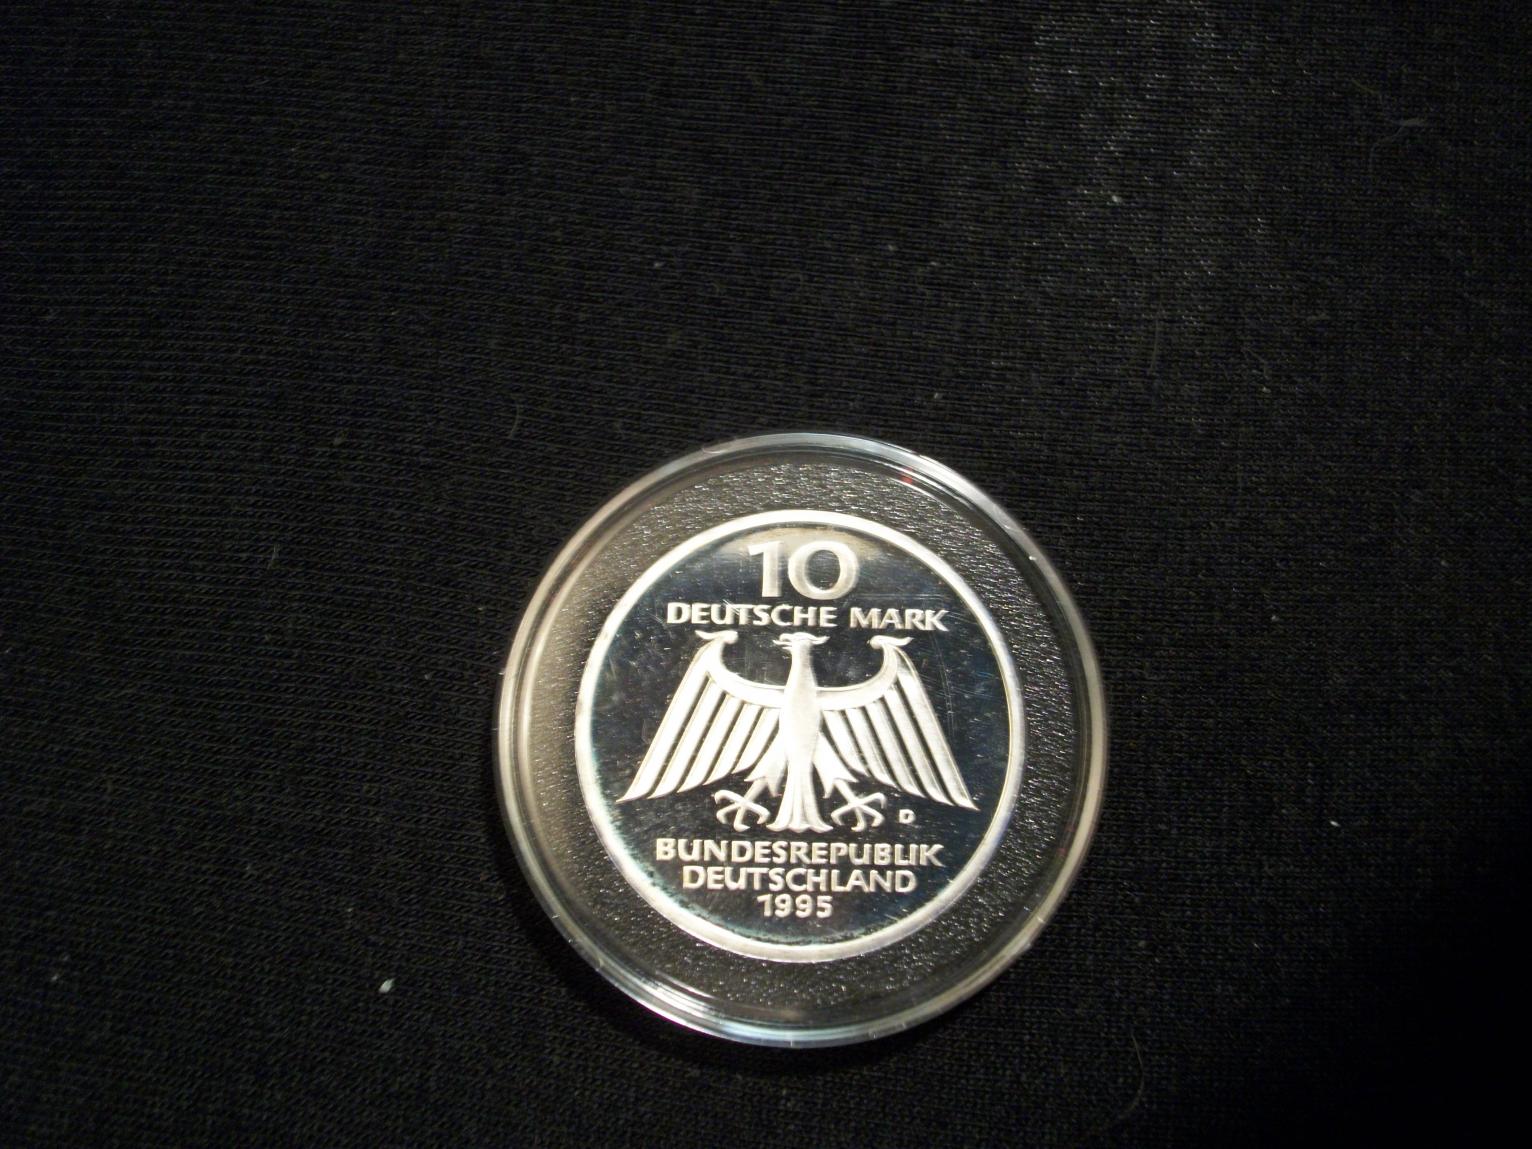 10
DEUTSCHE MARK
D
BUNDESREPUBLIK
DEUTSCHLAND
1995